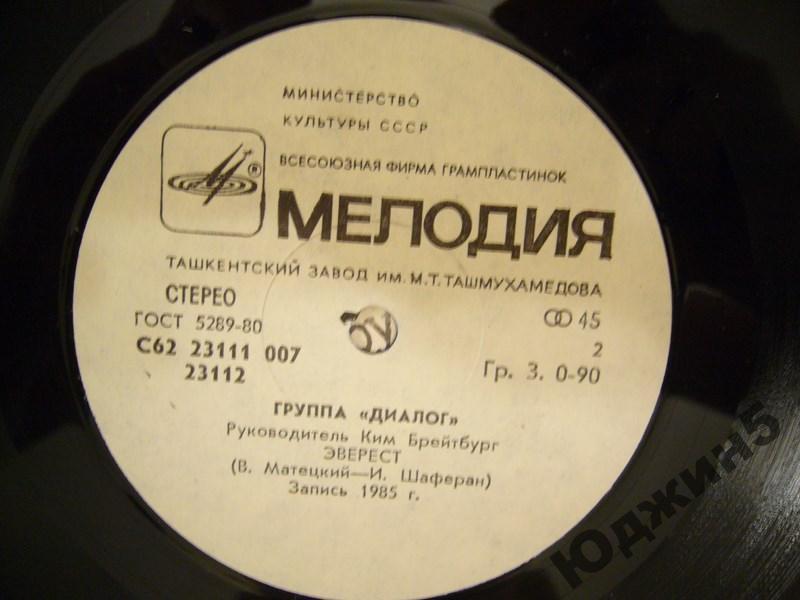 МИНИСТЕРСТВО
КУЛЬТУРЫ СССР
ВСЕСОЮЗНАЯ ФИРМА ГРАМПЛАСТИНОК
®
МЕЛОДИЯ
ТАШКЕНТСКИЙ ЗАВОД ИМ. М.Т. ТАШМУХАМЕДОВА
СТЕРЕО
ГОСТ 5289-80
С62 23111 007
23112
45
2
Гр. 3. 0-90
ГРУППА «ДИАЛОГ»
Руководитель Ким Брейтбург
ЭВЕРЕСТ
(В. Матецкий—И. Шаферан)
Запись 1985 г.
Юджин5